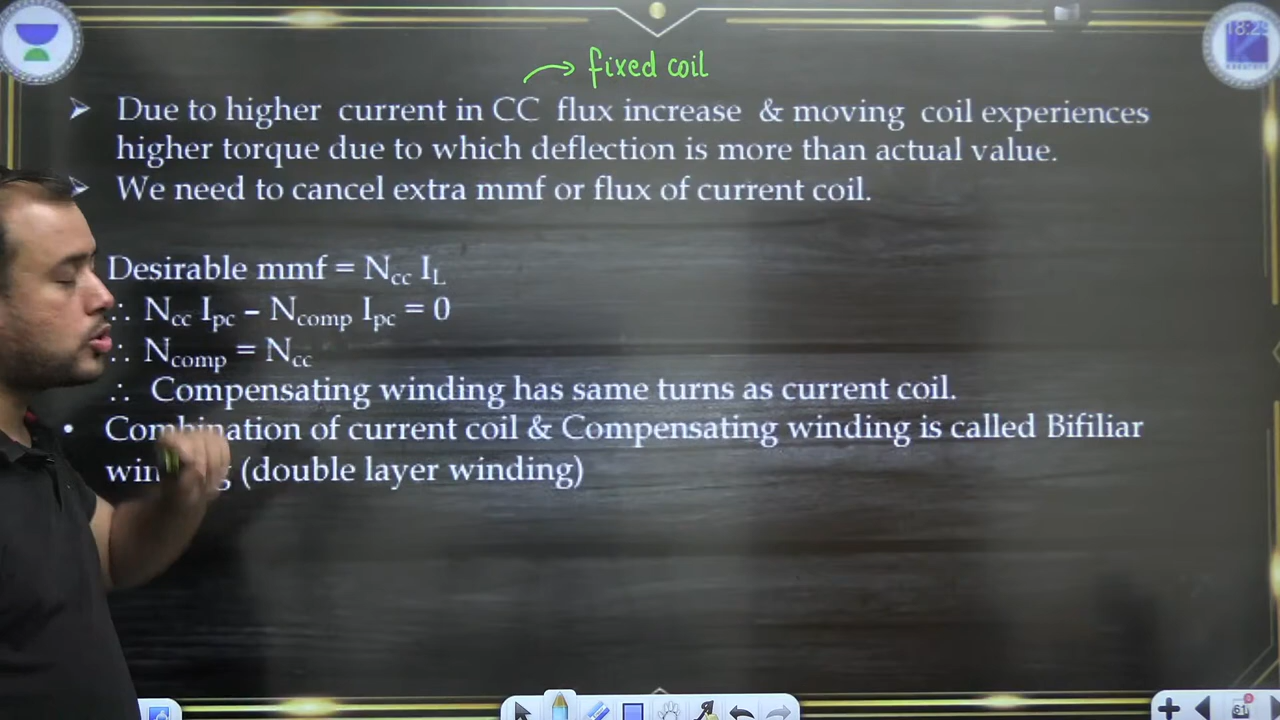 18:25
fixed coil
➤ Due to higher current in CC flux increase & moving coil experiences
higher torque due to which deflection is more than actual value.
➤ We need to cancel extra mmf or flux of current coil.
Desirable mmf = Ncc IL
∴ Ncc Ipc – Ncomp Ipc = 0
∴ Ncomp = Ncc
∴ Compensating winding has same turns as current coil.
• Combination of current coil & Compensating winding is called Bifiliar
(double layer winding)
61